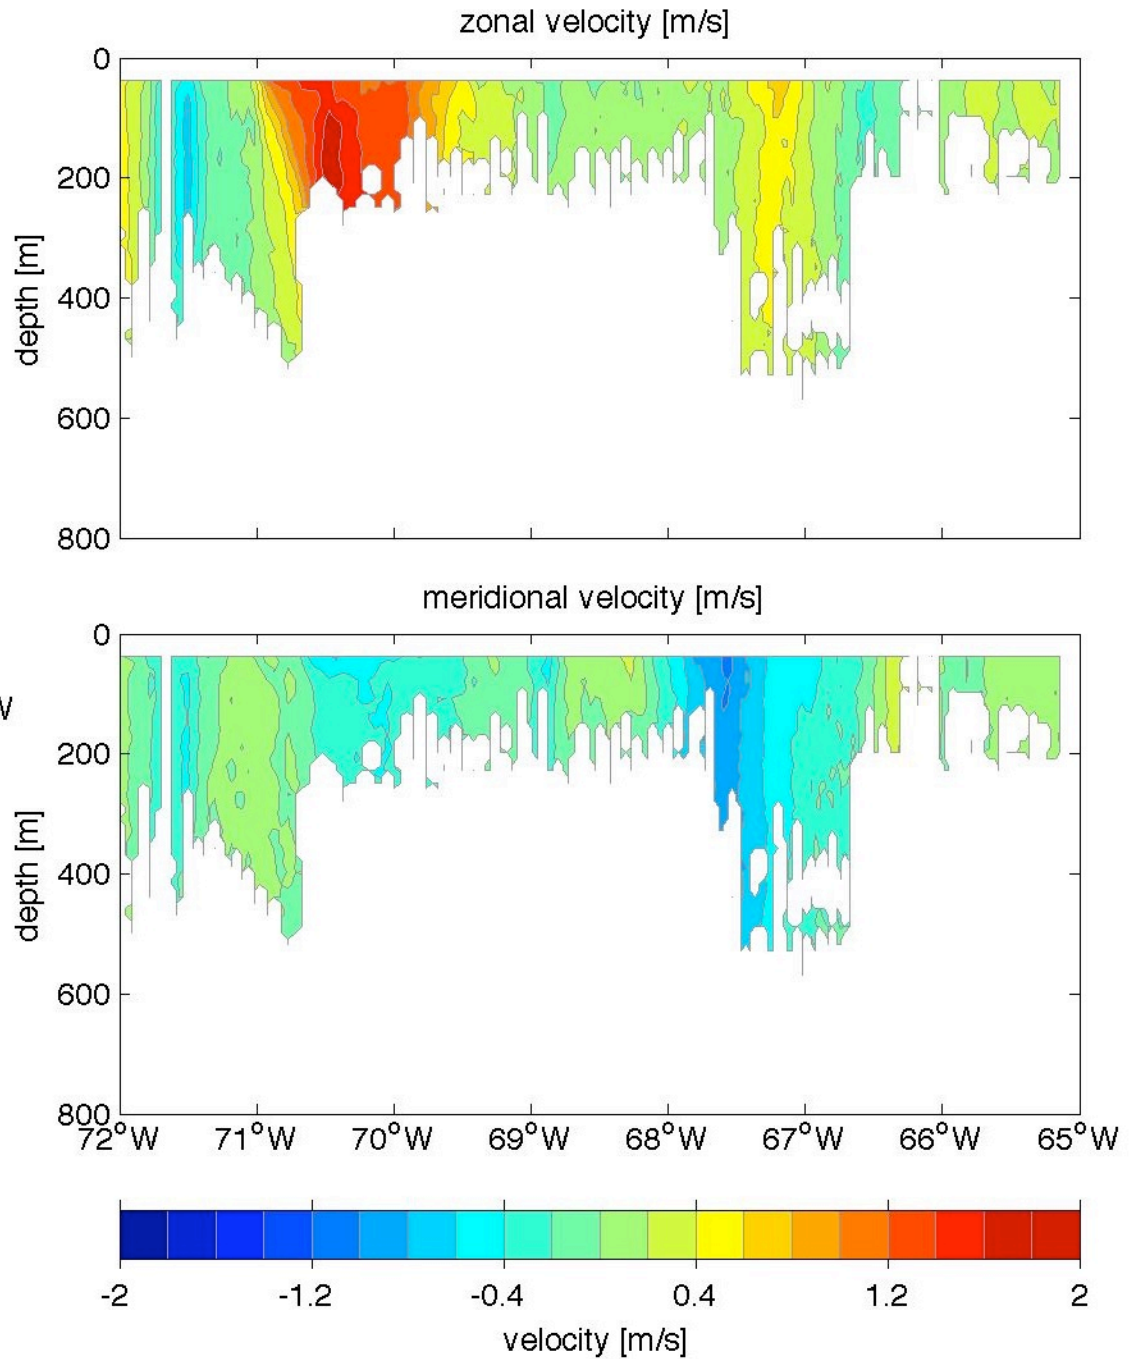 zonal velocity [m/s]
0
200
400
600
800
depth [m]
meridional velocity [m/s]
0
200
400
600
800
depth [m]
W
72°W 71°W 70°W 69°W 68°W 67°W 66°W 65°W
-2 -1.2 -0.4 0.4 1.2 2
velocity [m/s]